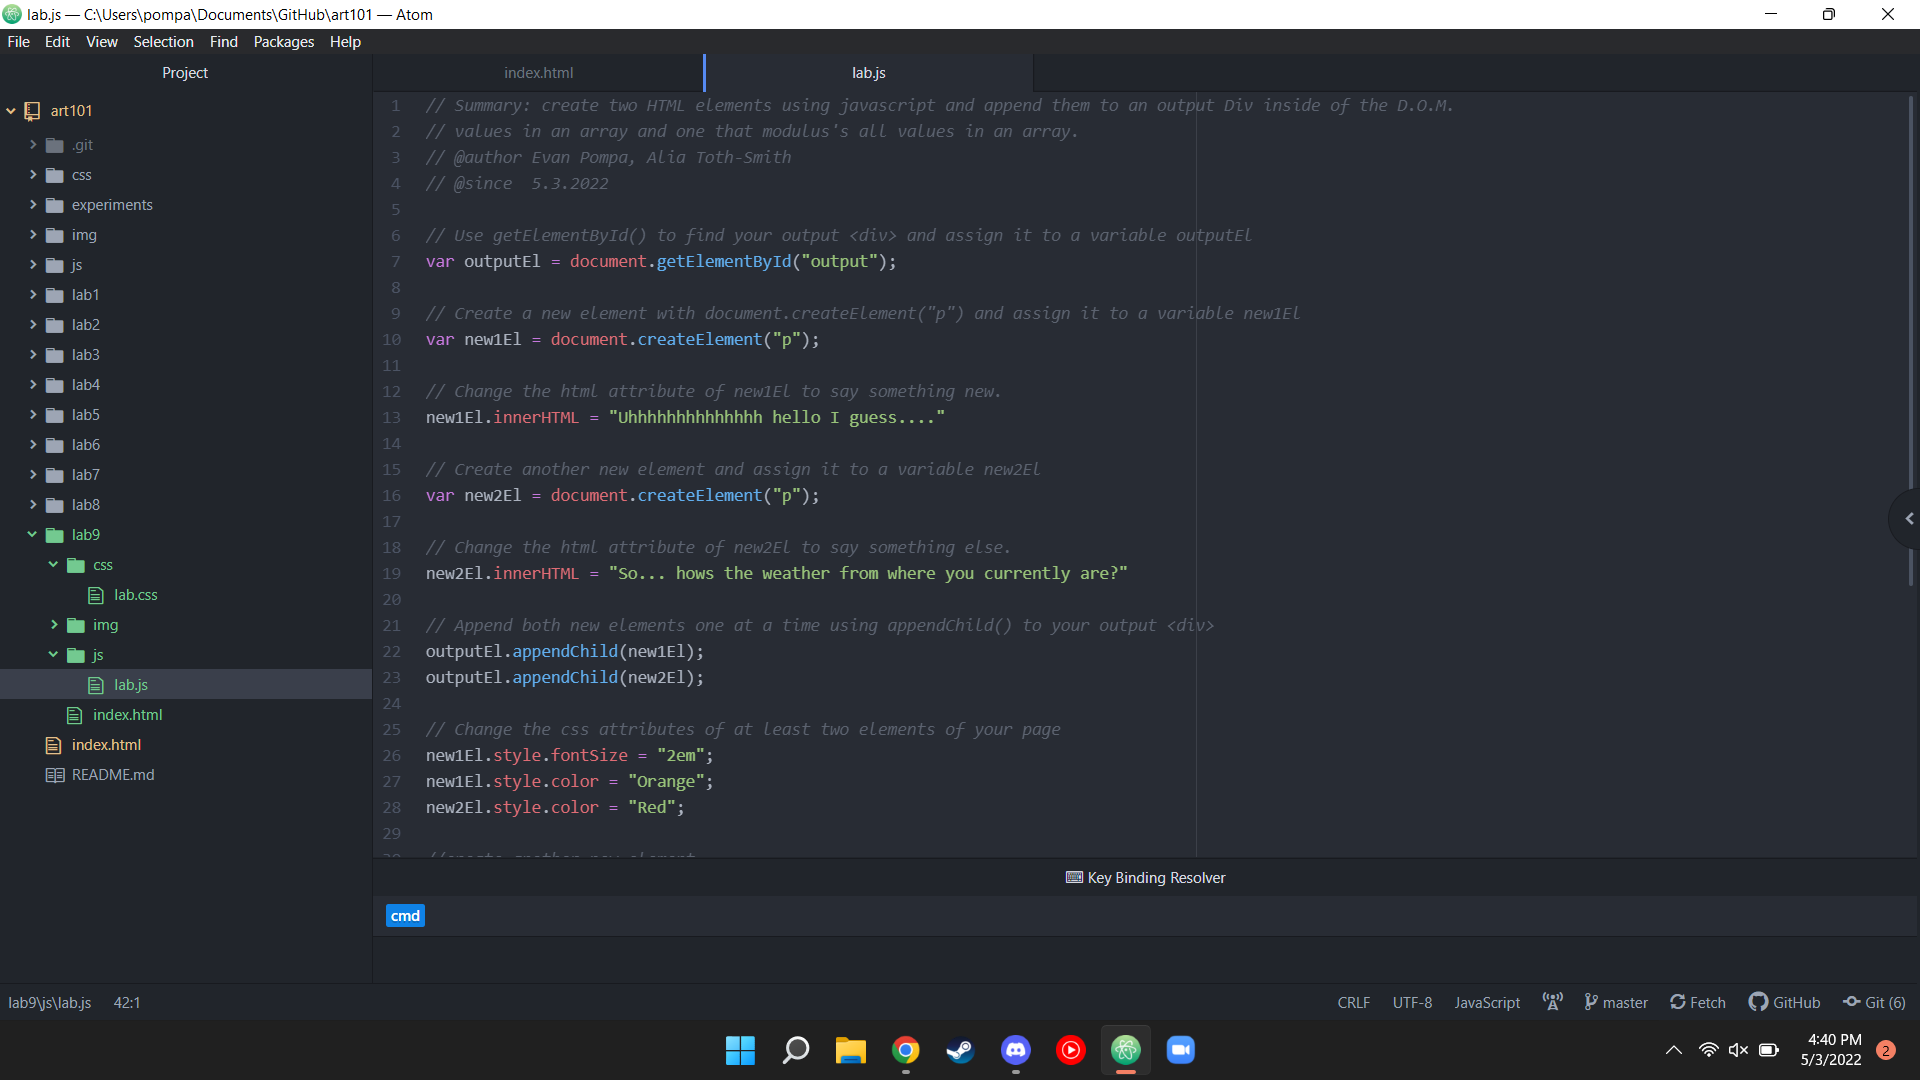 lab.js — C:\Users\pompa\Documents\GitHub\art101 — Atom
File Edit View Selection Find Packages Help
Project
index.html
lab.js
art101
.git
css
experiments
img
js
lab1
lab2
lab3
lab4
lab5
lab6
lab7
lab8
lab9
css
lab.css
img
js
lab.js
index.html
index.html
README.md
1 // Summary: create two HTML elements using javascript and append them to an output Div inside of the D.O.M.
2 // values in an array and one that modulus's all values in an array.
3 // @author Evan Pompa, Alia Toth-Smith
4 // @since  5.3.2022
5
6 // Use getElementById() to find your output <div> and assign it to a variable outputEl
7 var outputEl = document.getElementById("output");
8
9 // Create a new element with document.createElement("p") and assign it to a variable new1El
10 var new1El = document.createElement("p");
11
12 // Change the html attribute of new1El to say something new.
13 new1El.innerHTML = "Uhhhhhhhhhhhhhh hello I guess...."
14
15 // Create another new element and assign it to a variable new2El
16 var new2El = document.createElement("p");
17
18 // Change the html attribute of new2El to say something else.
19 new2El.innerHTML = "So... hows the weather from where you currently are?"
20
21 // Append both new elements one at a time using appendChild() to your output <div>
22 outputEl.appendChild(new1El);
23 outputEl.appendChild(new2El);
24
25 // Change the css attributes of at least two elements of your page
26 new1El.style.fontSize = "2em";
27 new1El.style.color = "Orange";
28 new2El.style.color = "Red";
29
30 //create another new element
Key Binding Resolver
cmd
lab9\js\lab.js 42:1
CRLF UTF-8 JavaScript master Fetch GitHub Git (6)
4:40 PM
5/3/2022
2